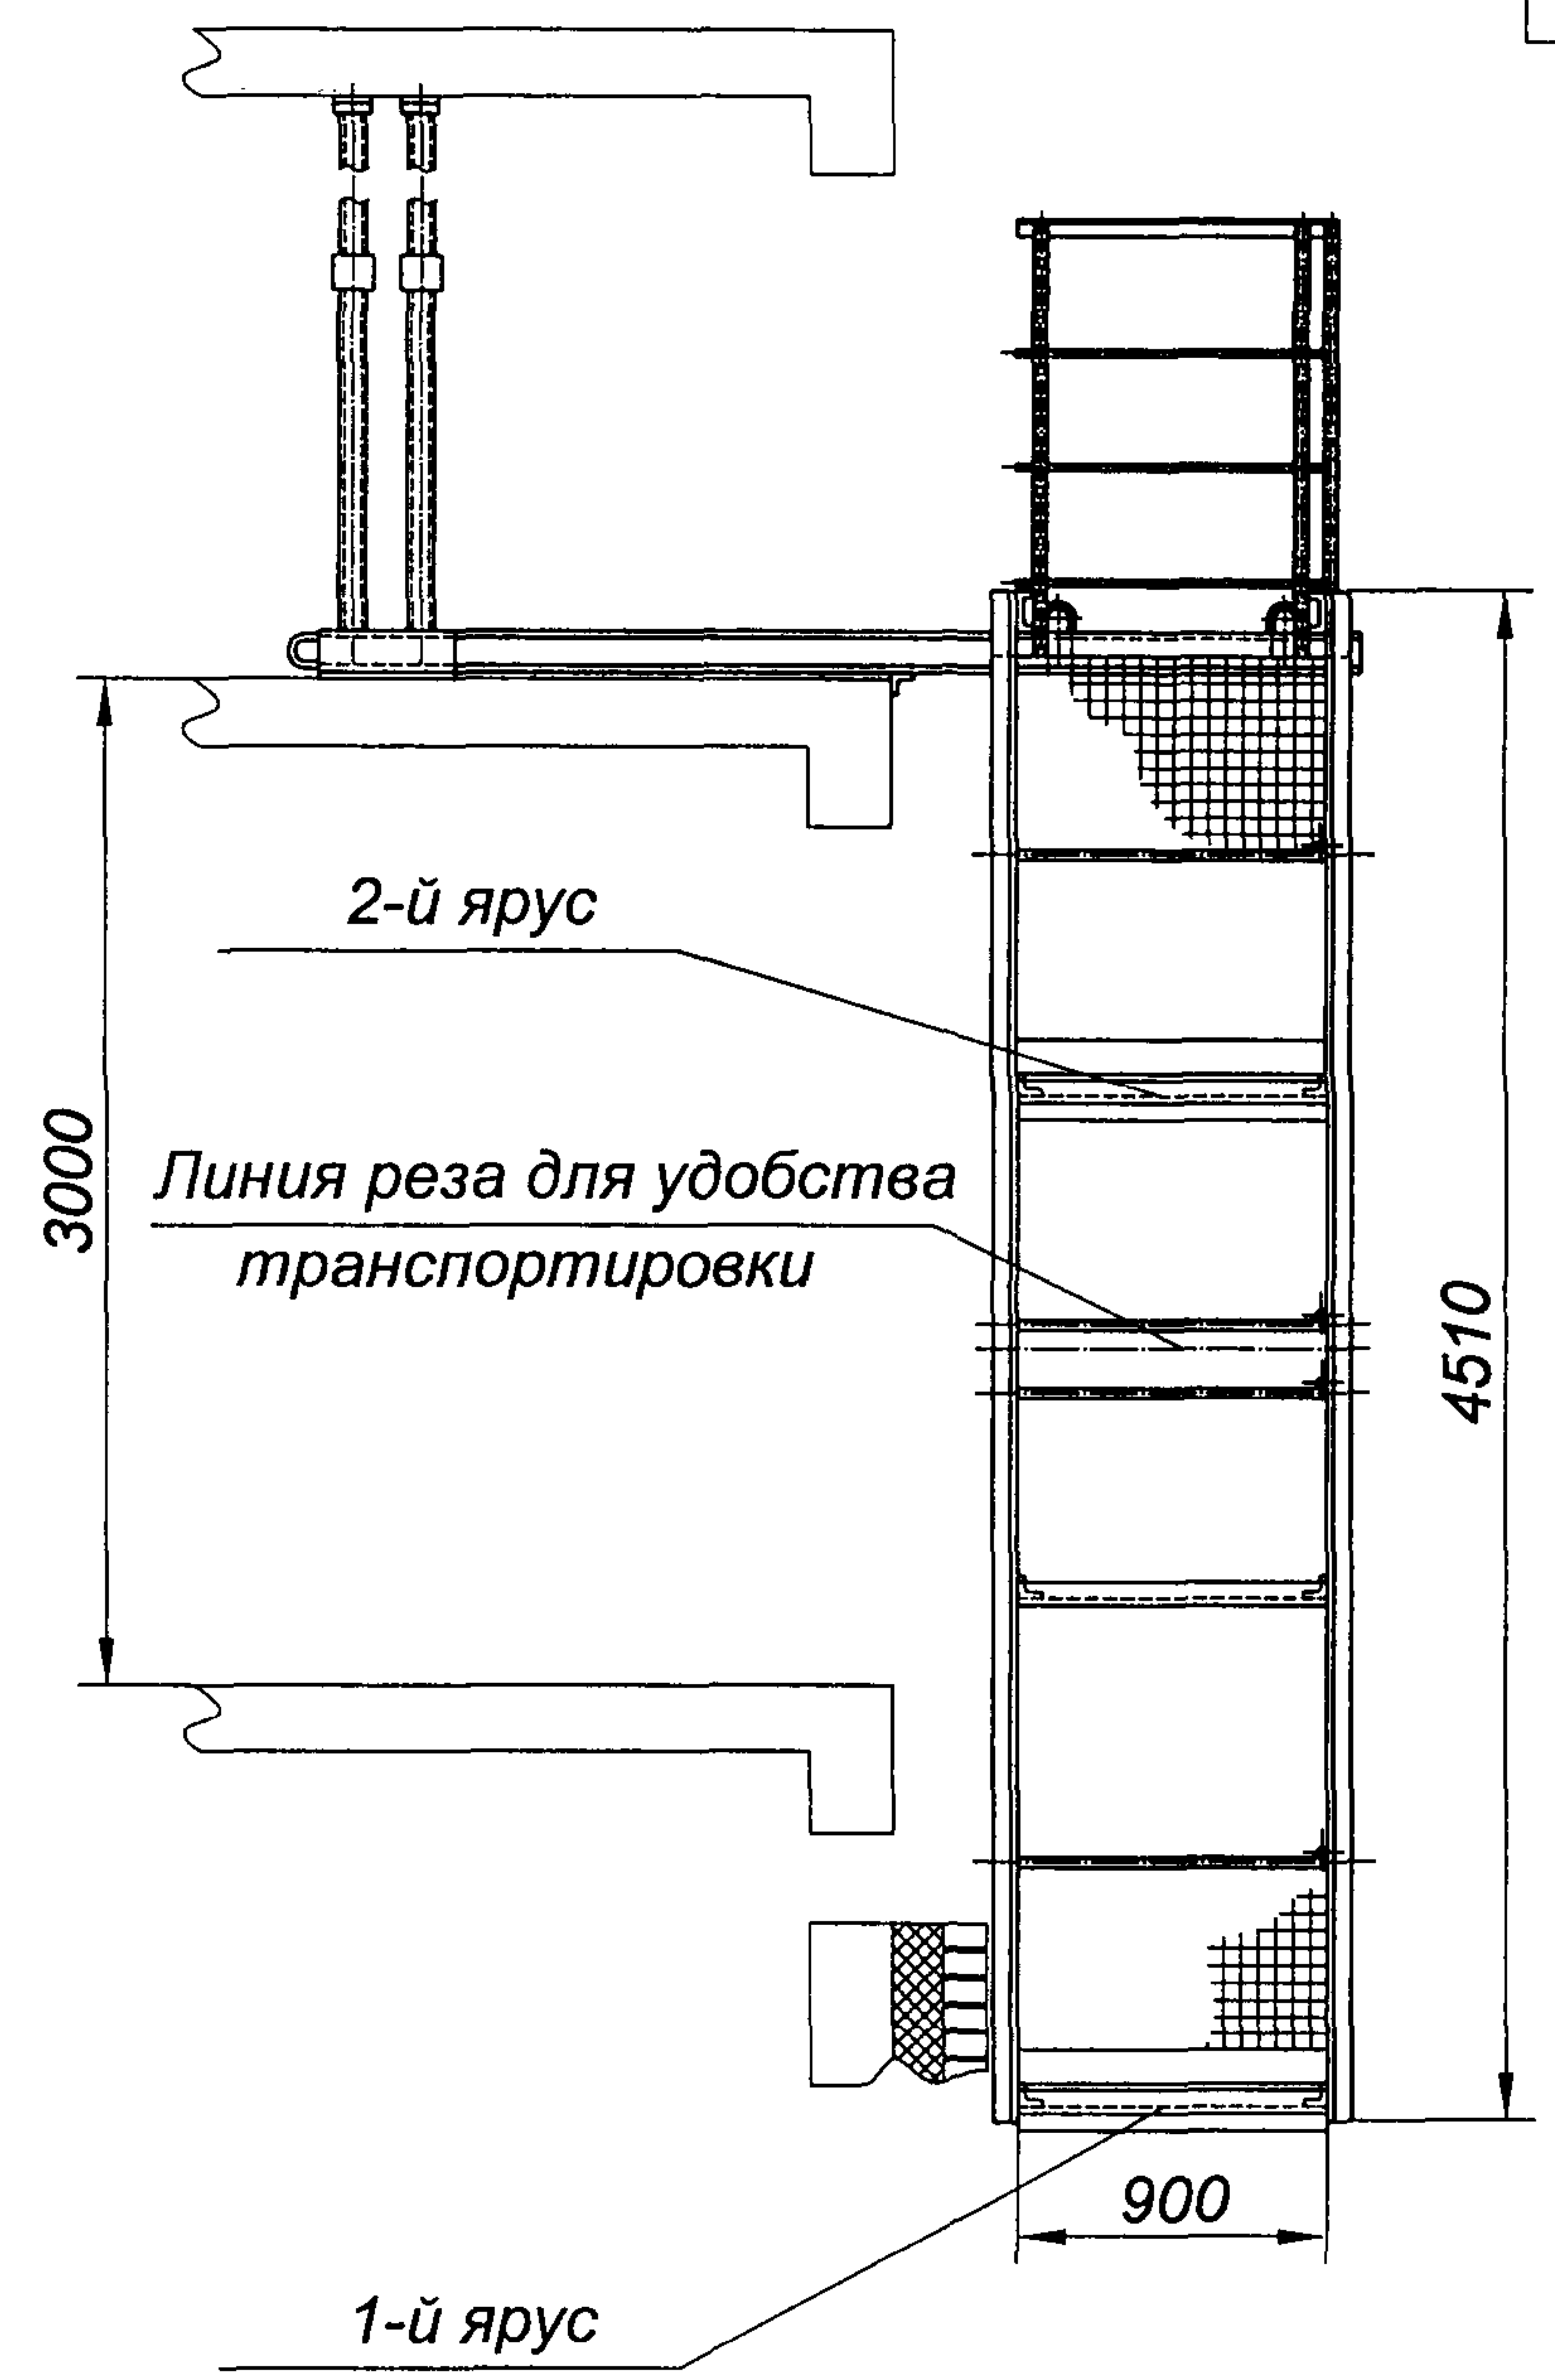 2-й ярус
3000
Линия реза для удобства
транспортировки
4510
900
1-й ярус